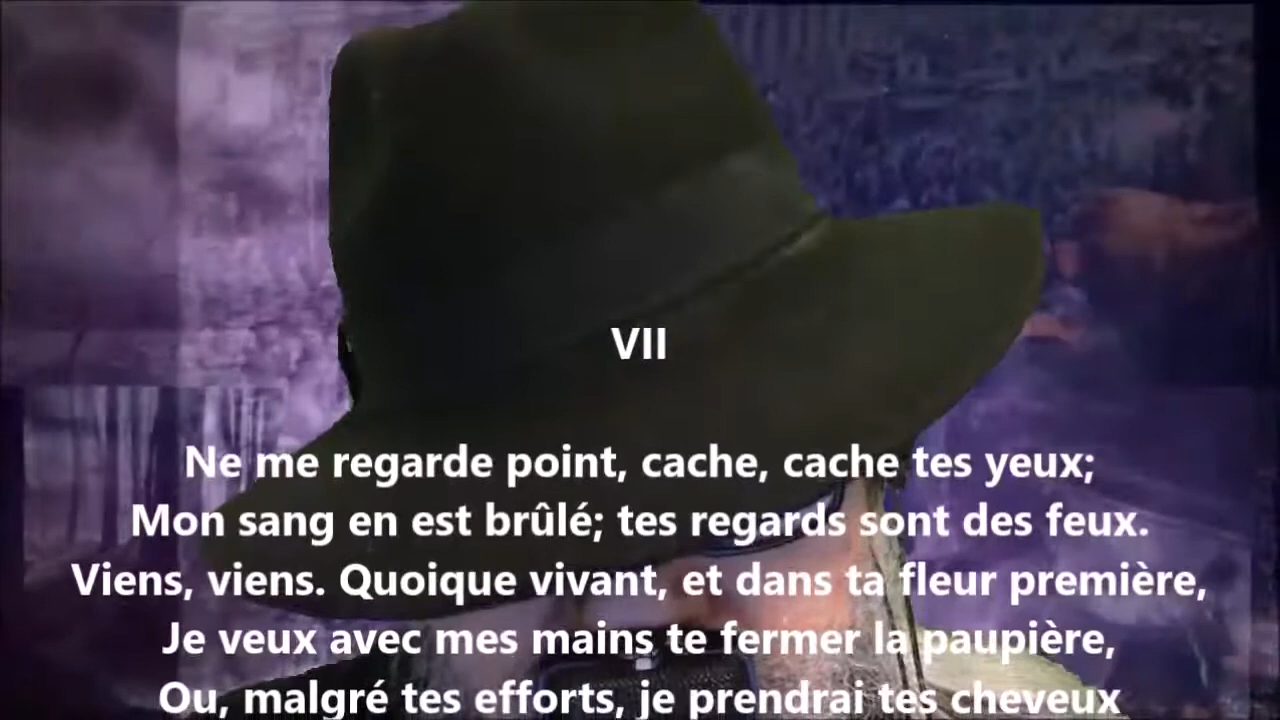 VII
Ne me regarde point, cache, cache tes yeux;
Mon sang en est brûlé; tes regards sont des feux.
Viens, viens. Quoique vivant, et dans ta fleur première,
Je veux avec mes mains te fermer la paupière,
Ou, malgré tes efforts, je prendrai tes cheveux